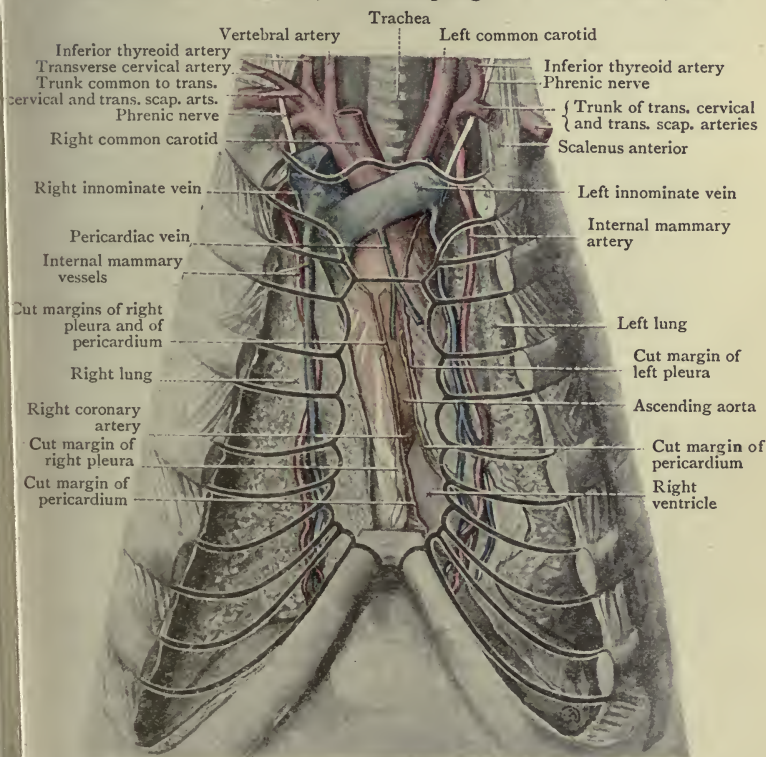 Trachea
Vertebral artery
Left common carotid
Inferior thyreoid artery
Transverse cervical artery
Trunk common to trans.
cervical and trans. scap. arts.
Phrenic nerve
Right common carotid
Right innominate vein
Pericardiac vein
Internal mammary
vessels
Cut margins of right
pleura and of
pericardium
Right lung
Right coronary
artery
Cut margin of
right pleura
Cut margin of
pericardium
Inferior thyreoid artery
Phrenic nerve
Trunk of trans. cervical
and trans. scap. arteries
Scalenus anterior
Left innominate vein
Internal mammary
artery
Left lung
Cut margin of
left pleura
Ascending aorta
Cut margin of
pericardium
Right
ventricle